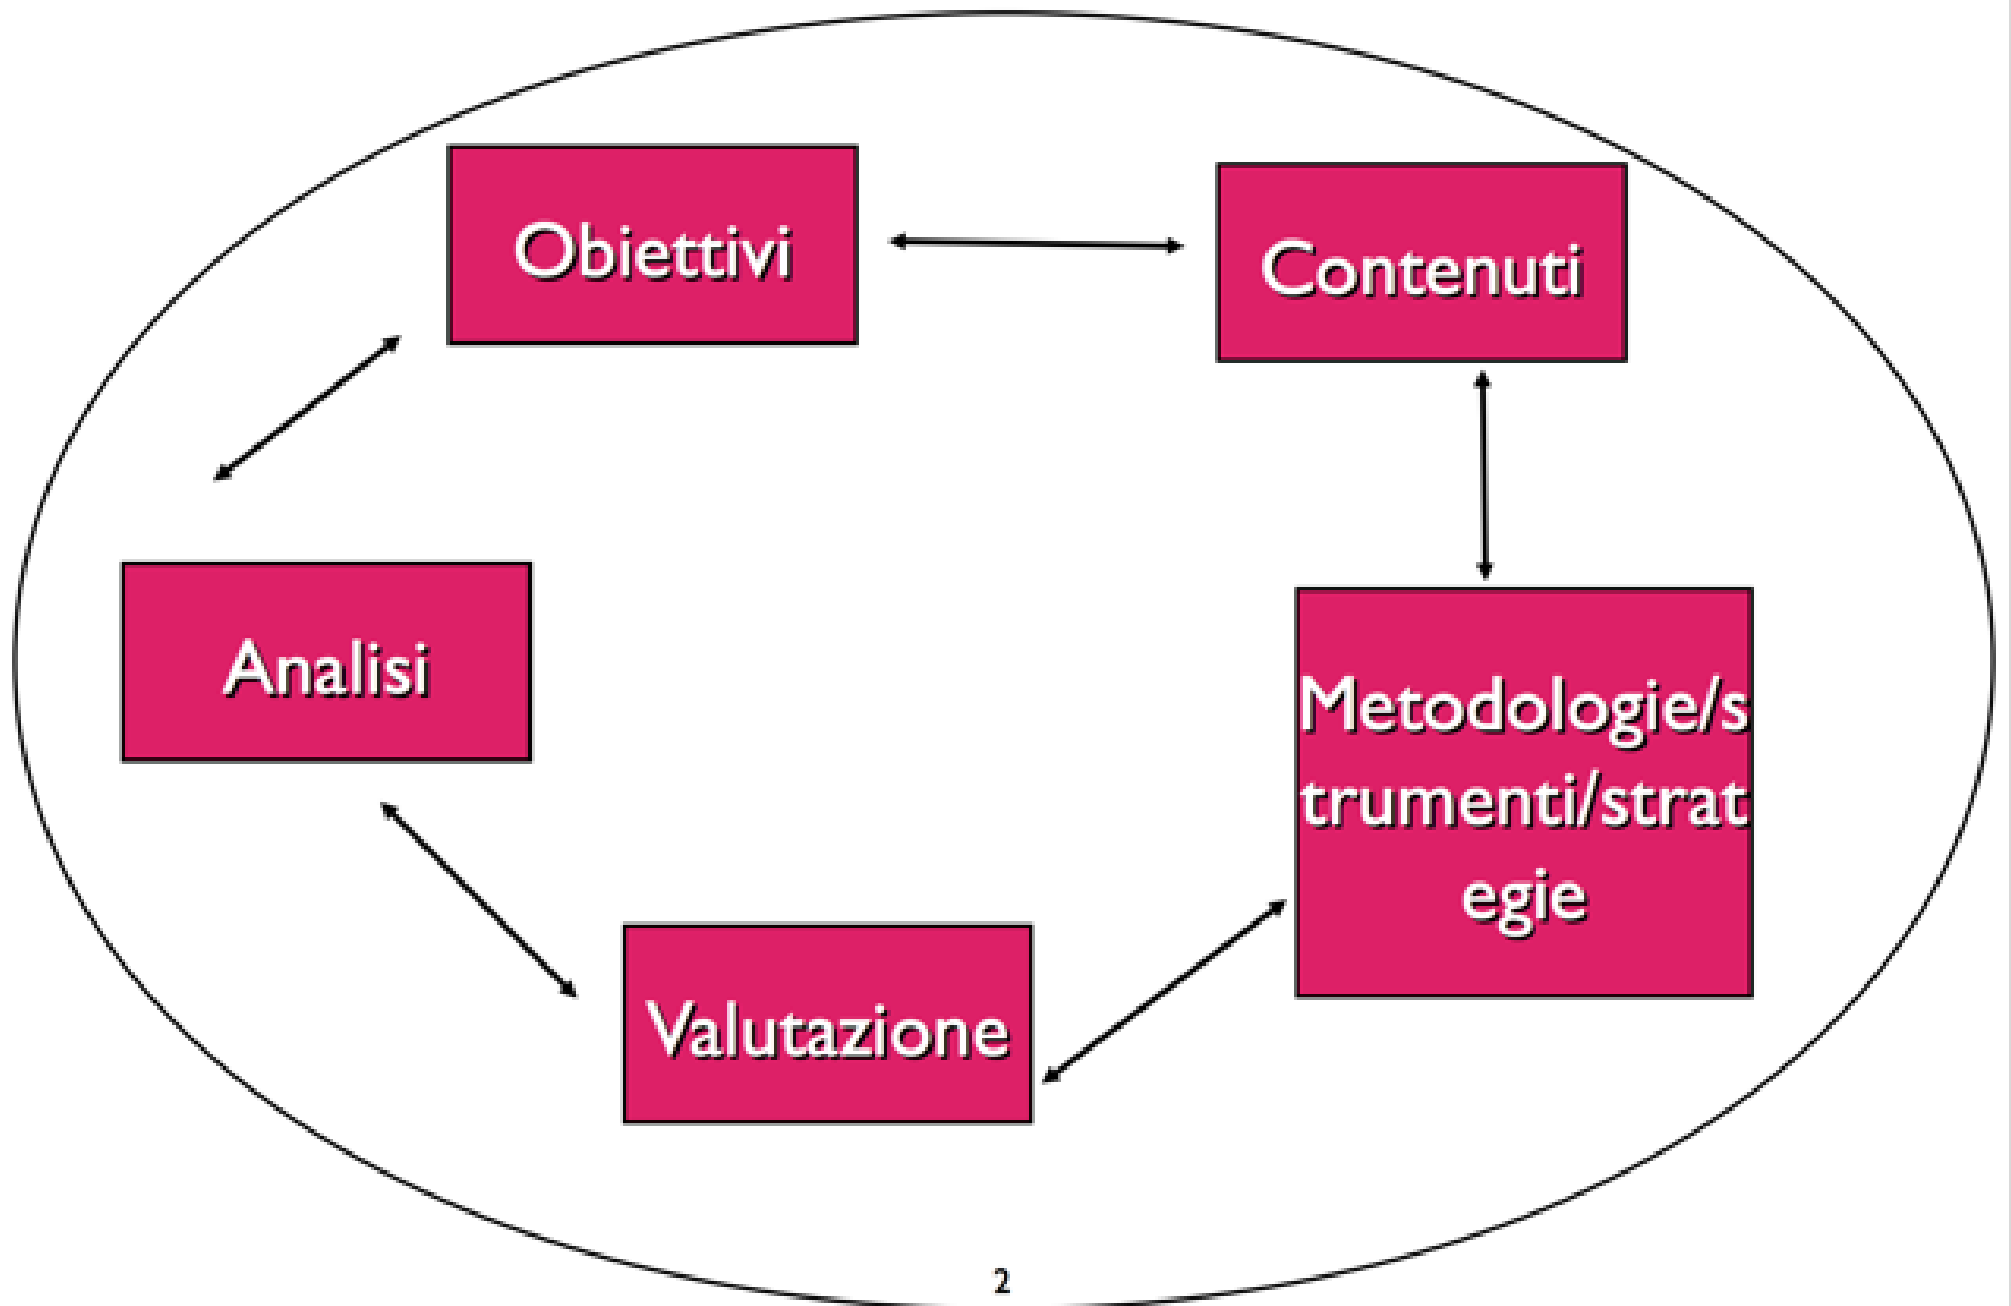 Obiettivi
Contenuti
Analisi
Metodologie/s
trumenti/strat
egie
Valutazione
2